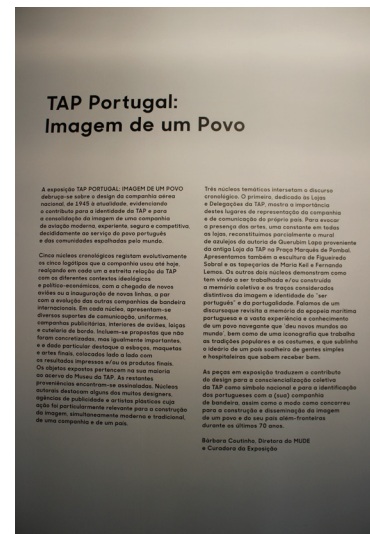 TAP Portugal:
Imagem de um Povo
A exposição TAP PORTUGAL: IMAGEM DE UM POVO
debruça-se sobre o design da companhia aérea
nacional, de 1945 à atualidade, evidenciando
o contributo para a identidade da TAP e para
a consolidação da imagem de uma companhia
de aviação moderna, experiente, segura e competitiva,
decididamente ao serviço do povo português
e das comunidades espalhadas pelo mundo.
Cinco núcleos cronológicos registam evolutivamente
os cinco logótipos que a companhia usou até hoje,
realçando em cada um a estreita relação da TAP
com os diferentes contextos ideológicos
e político-económicos, com a chegada de novos
aviões ou a inauguração de novas linhas, a par
com a evolução das outras companhias de bandeira
internacionais. Em cada núcleo, apresentam-se
diversos suportes de comunicação, uniformes,
campanhas publicitárias, interiores de aviões, loiças
e cutelaria de bordo. Incluem-se propostas que não
foram concretizadas, mas igualmente importantes,
e é dado particular destaque a esboços, maquetas
e artes finais, colocados lado a lado com
os resultados impressos e/ou os produtos finais.
Os objetos expostos pertencem na sua maioria
ao acervo do Museu da TAP. As restantes
proveniências encontram-se assinaladas. Núcleos
autorais destacam alguns dos muitos designers,
agências de publicidade e artistas plásticos cuja
ação foi particularmente relevante para a construção
da imagem, simultaneamente moderna e tradicional,
de uma companhia e de um país.
Três núcleos temáticos intersetam o discurso
cronológico. O primeiro, dedicado às Lojas
e Delegações da TAP, mostra a importância
destes lugares de representação da companhia
e de comunicação do próprio país. Para evocar
a presença das artes, uma constante em todas
as lojas, reconstruímos parcialmente o mural
de azulejos da autoria de Querubim Lapa proveniente
da antiga Loja da TAP na Praça Marquês de Pombal.
Apresentamos também a escultura de Figueiredo
Sobral e as tapeçarias de Maria Keil e Fernando
Lemos. Os outros dois núcleos demonstram como
tem vindo a ser trabalhada e/ou construída
a memória coletiva e os traços considerados
distintivos da imagem e identidade do "ser
português" e da portugalidade. Falamos de um
discurso que revisita a memória da epopeia marítima
portuguesa e a vasta experiência e conhecimento
de um povo navegante que 'deu novos mundos ao
mundo', bem como de uma iconografia que trabalha
as tradições populares e os costumes, e que sublinha
o ideário de um país soalheiro de gentes simples
e hospitaleiras que sabem receber bem.
As peças em exposição traduzem o contributo
do design para a consciencialização coletiva
da TAP como símbolo nacional e para a identificação
dos portugueses com a (sua) companhia
de bandeira, assim como o modo como concorreu
para a construção e disseminação da imagem
de um povo e do seu país além-fronteiras
durante os últimos 70 anos.
Bárbara Coutinho, Diretora do MUDE
e Curadora da Exposição